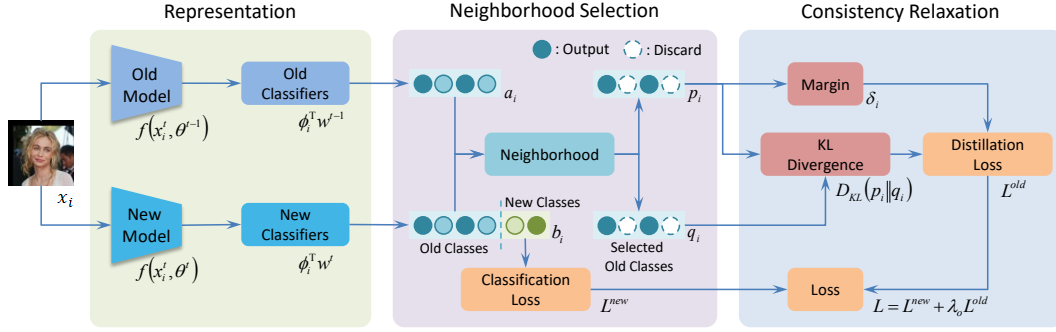 Representation
Neighborhood Selection
Consistency Relaxation
: Output
: Discard
Old
Model
f(x_i^t, θ^{t-1})
Old
Classifiers
ϕ_i^T w^{t-1}
a_i
p_i
Margin
δ_i
Neighborhood
KL
Divergence
D_{KL}(p_i||q_i)
Distillation
Loss
L^{old}
x_i
New
Model
f(x_i^t, θ^t)
New
Classifiers
ϕ_i^T w^t
Old Classes
New Classes
b_i
q_i
Selected
Old Classes
Classification
Loss
L^{new}
Loss
L = L^{new} + λ_o L^{old}